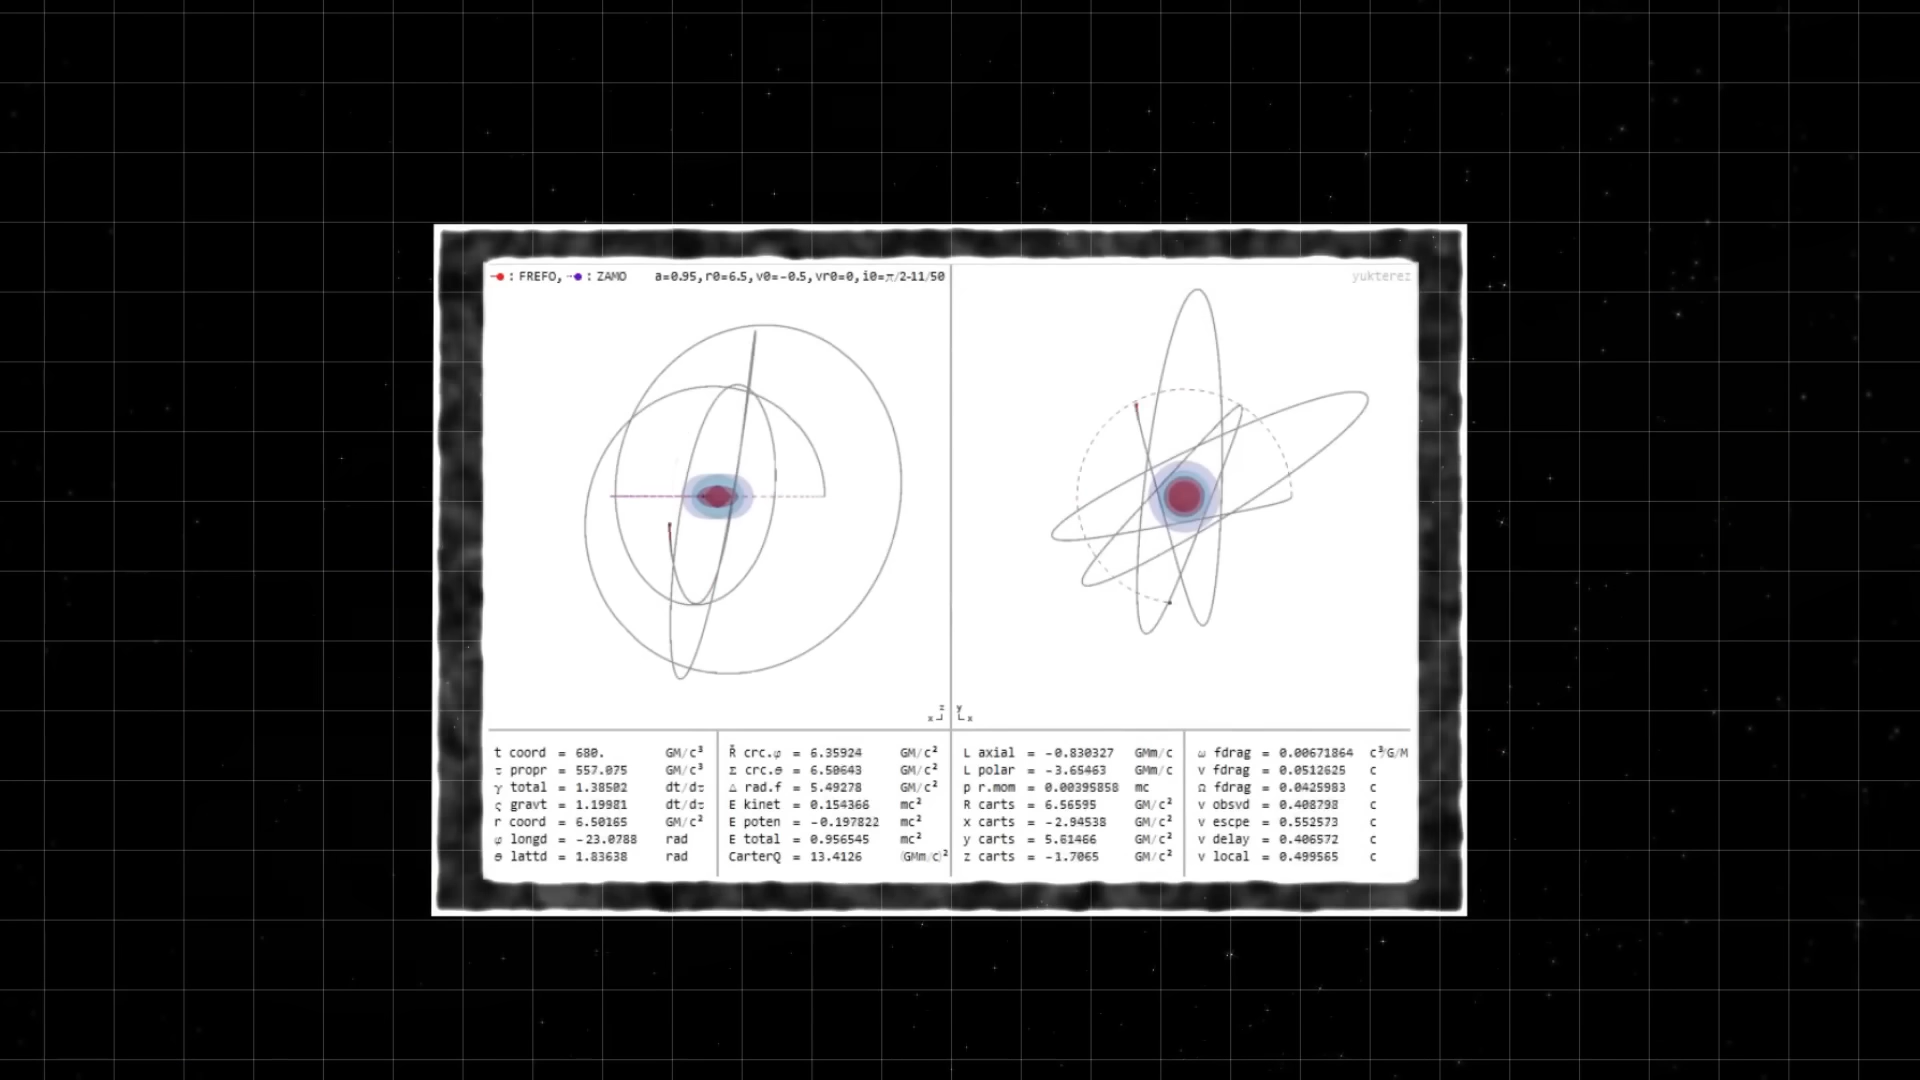 : FREFO, : ZAMO a=0.95,r0=6.5,v0=-0.5,vr0=0,i0=π/2-11/50
yukterez
z
x
y
x
t coord = 680. GM/c³
τ propr = 557.075 GM/c³
γ total = 1.38502 dt/dτ
ς gravt = 1.19981 dt/dτ
r coord = 6.50165 GM/c²
φ longd = -23.0788 rad
θ lattd = 1.83638 rad
R crc.φ = 6.35924 GM/c²
Σ crc.θ = 6.50643 GM/c²
Δ rad.f = 5.49278 GM/c²
E kinet = 0.154366 mc²
E poten = -0.197822 mc²
E total = 0.956545 mc²
CarterQ = 13.4126 (GMm/c)²
L axial = -0.830327 GMm/c
L polar = -3.65463 GMm/c
p r.mom = 0.00395858 mc
R carts = 6.56595 GM/c²
x carts = -2.94538 GM/c²
y carts = 5.61466 GM/c²
z carts = -1.7065 GM/c²
ω fdrag = 0.00671864 c³/G/M
v fdrag = 0.0512625 c
Ω fdrag = 0.0425983 c
v obsvd = 0.408798 c
v escpe = 0.552573 c
v delay = 0.406572 c
v local = 0.499565 c